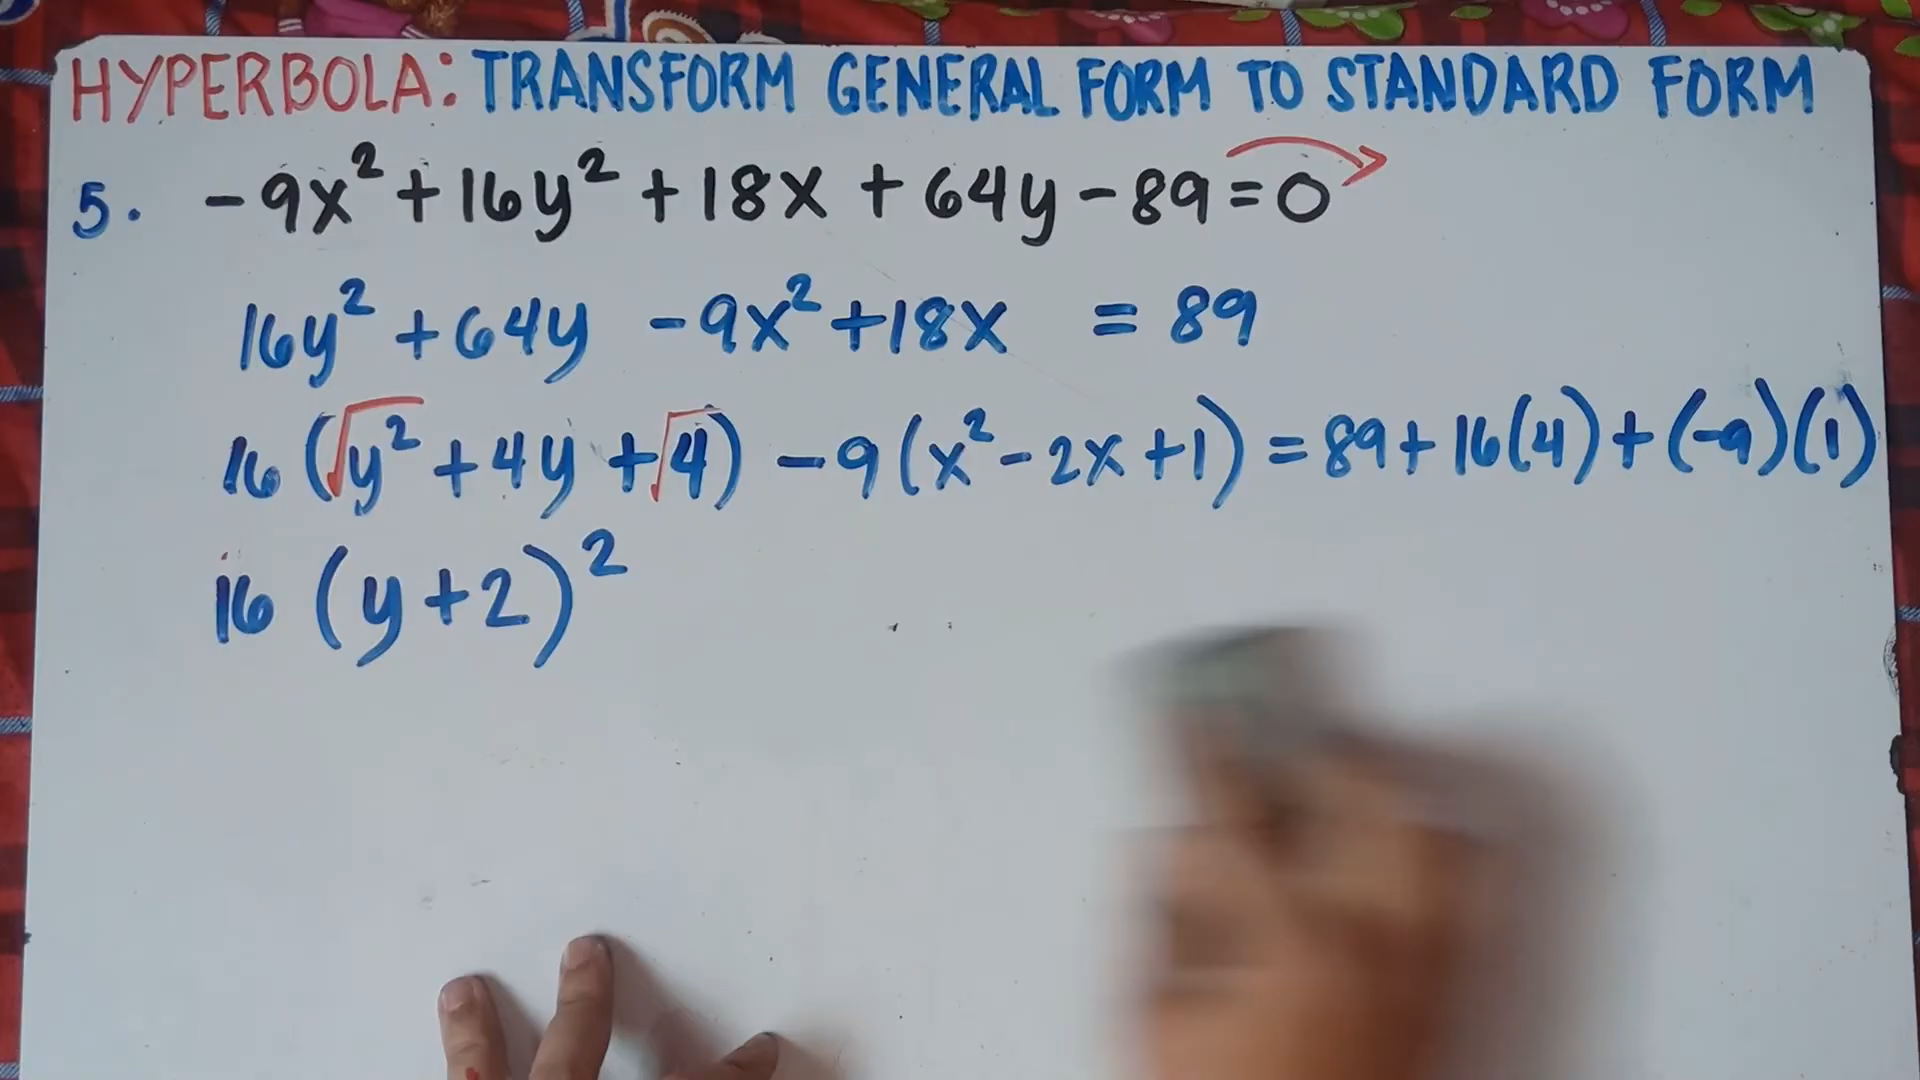 HYPERBOLA: TRANSFORM GENERAL FORM TO STANDARD FORM
5. -9x² + 16y² + 18x + 64y - 89 = 0
16y² + 64y - 9x² + 18x = 89
16 (√y² + 4y + √4) - 9 (x² - 2x + 1) = 89 + 16(4) + (-9)(1)
16 (y + 2)²